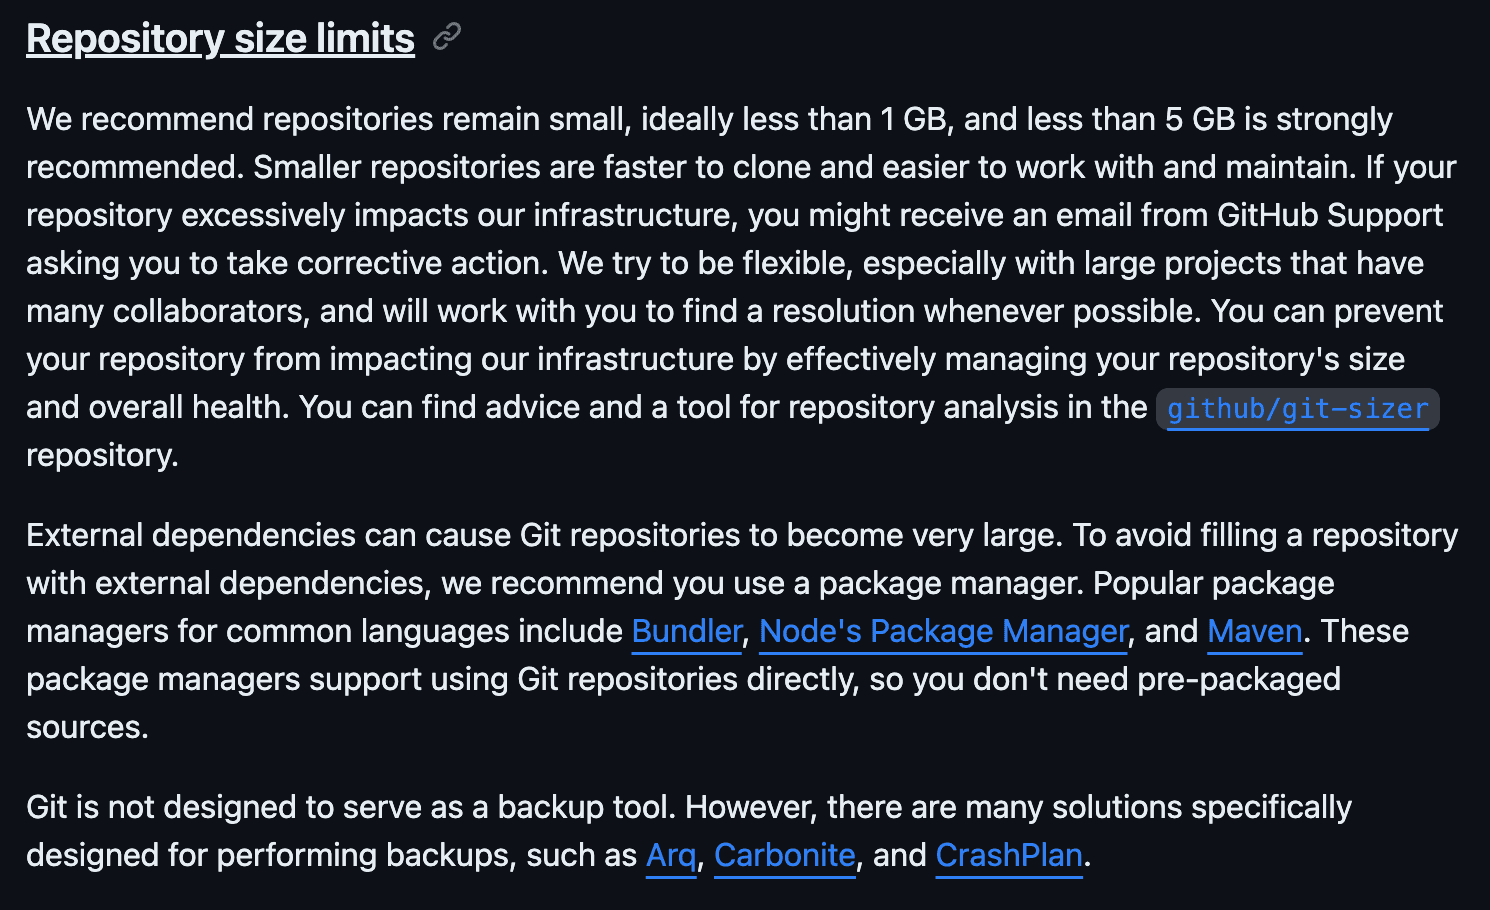 Repository size limits
We recommend repositories remain small, ideally less than 1 GB, and less than 5 GB is strongly
recommended. Smaller repositories are faster to clone and easier to work with and maintain. If your
repository excessively impacts our infrastructure, you might receive an email from GitHub Support
asking you to take corrective action. We try to be flexible, especially with large projects that have
many collaborators, and will work with you to find a resolution whenever possible. You can prevent
your repository from impacting our infrastructure by effectively managing your repository's size
and overall health. You can find advice and a tool for repository analysis in the github/git-sizer
repository.
External dependencies can cause Git repositories to become very large. To avoid filling a repository
with external dependencies, we recommend you use a package manager. Popular package
managers for common languages include Bundler, Node's Package Manager, and Maven. These
package managers support using Git repositories directly, so you don't need pre-packaged
sources.
Git is not designed to serve as a backup tool. However, there are many solutions specifically
designed for performing backups, such as Arq, Carbonite, and CrashPlan.